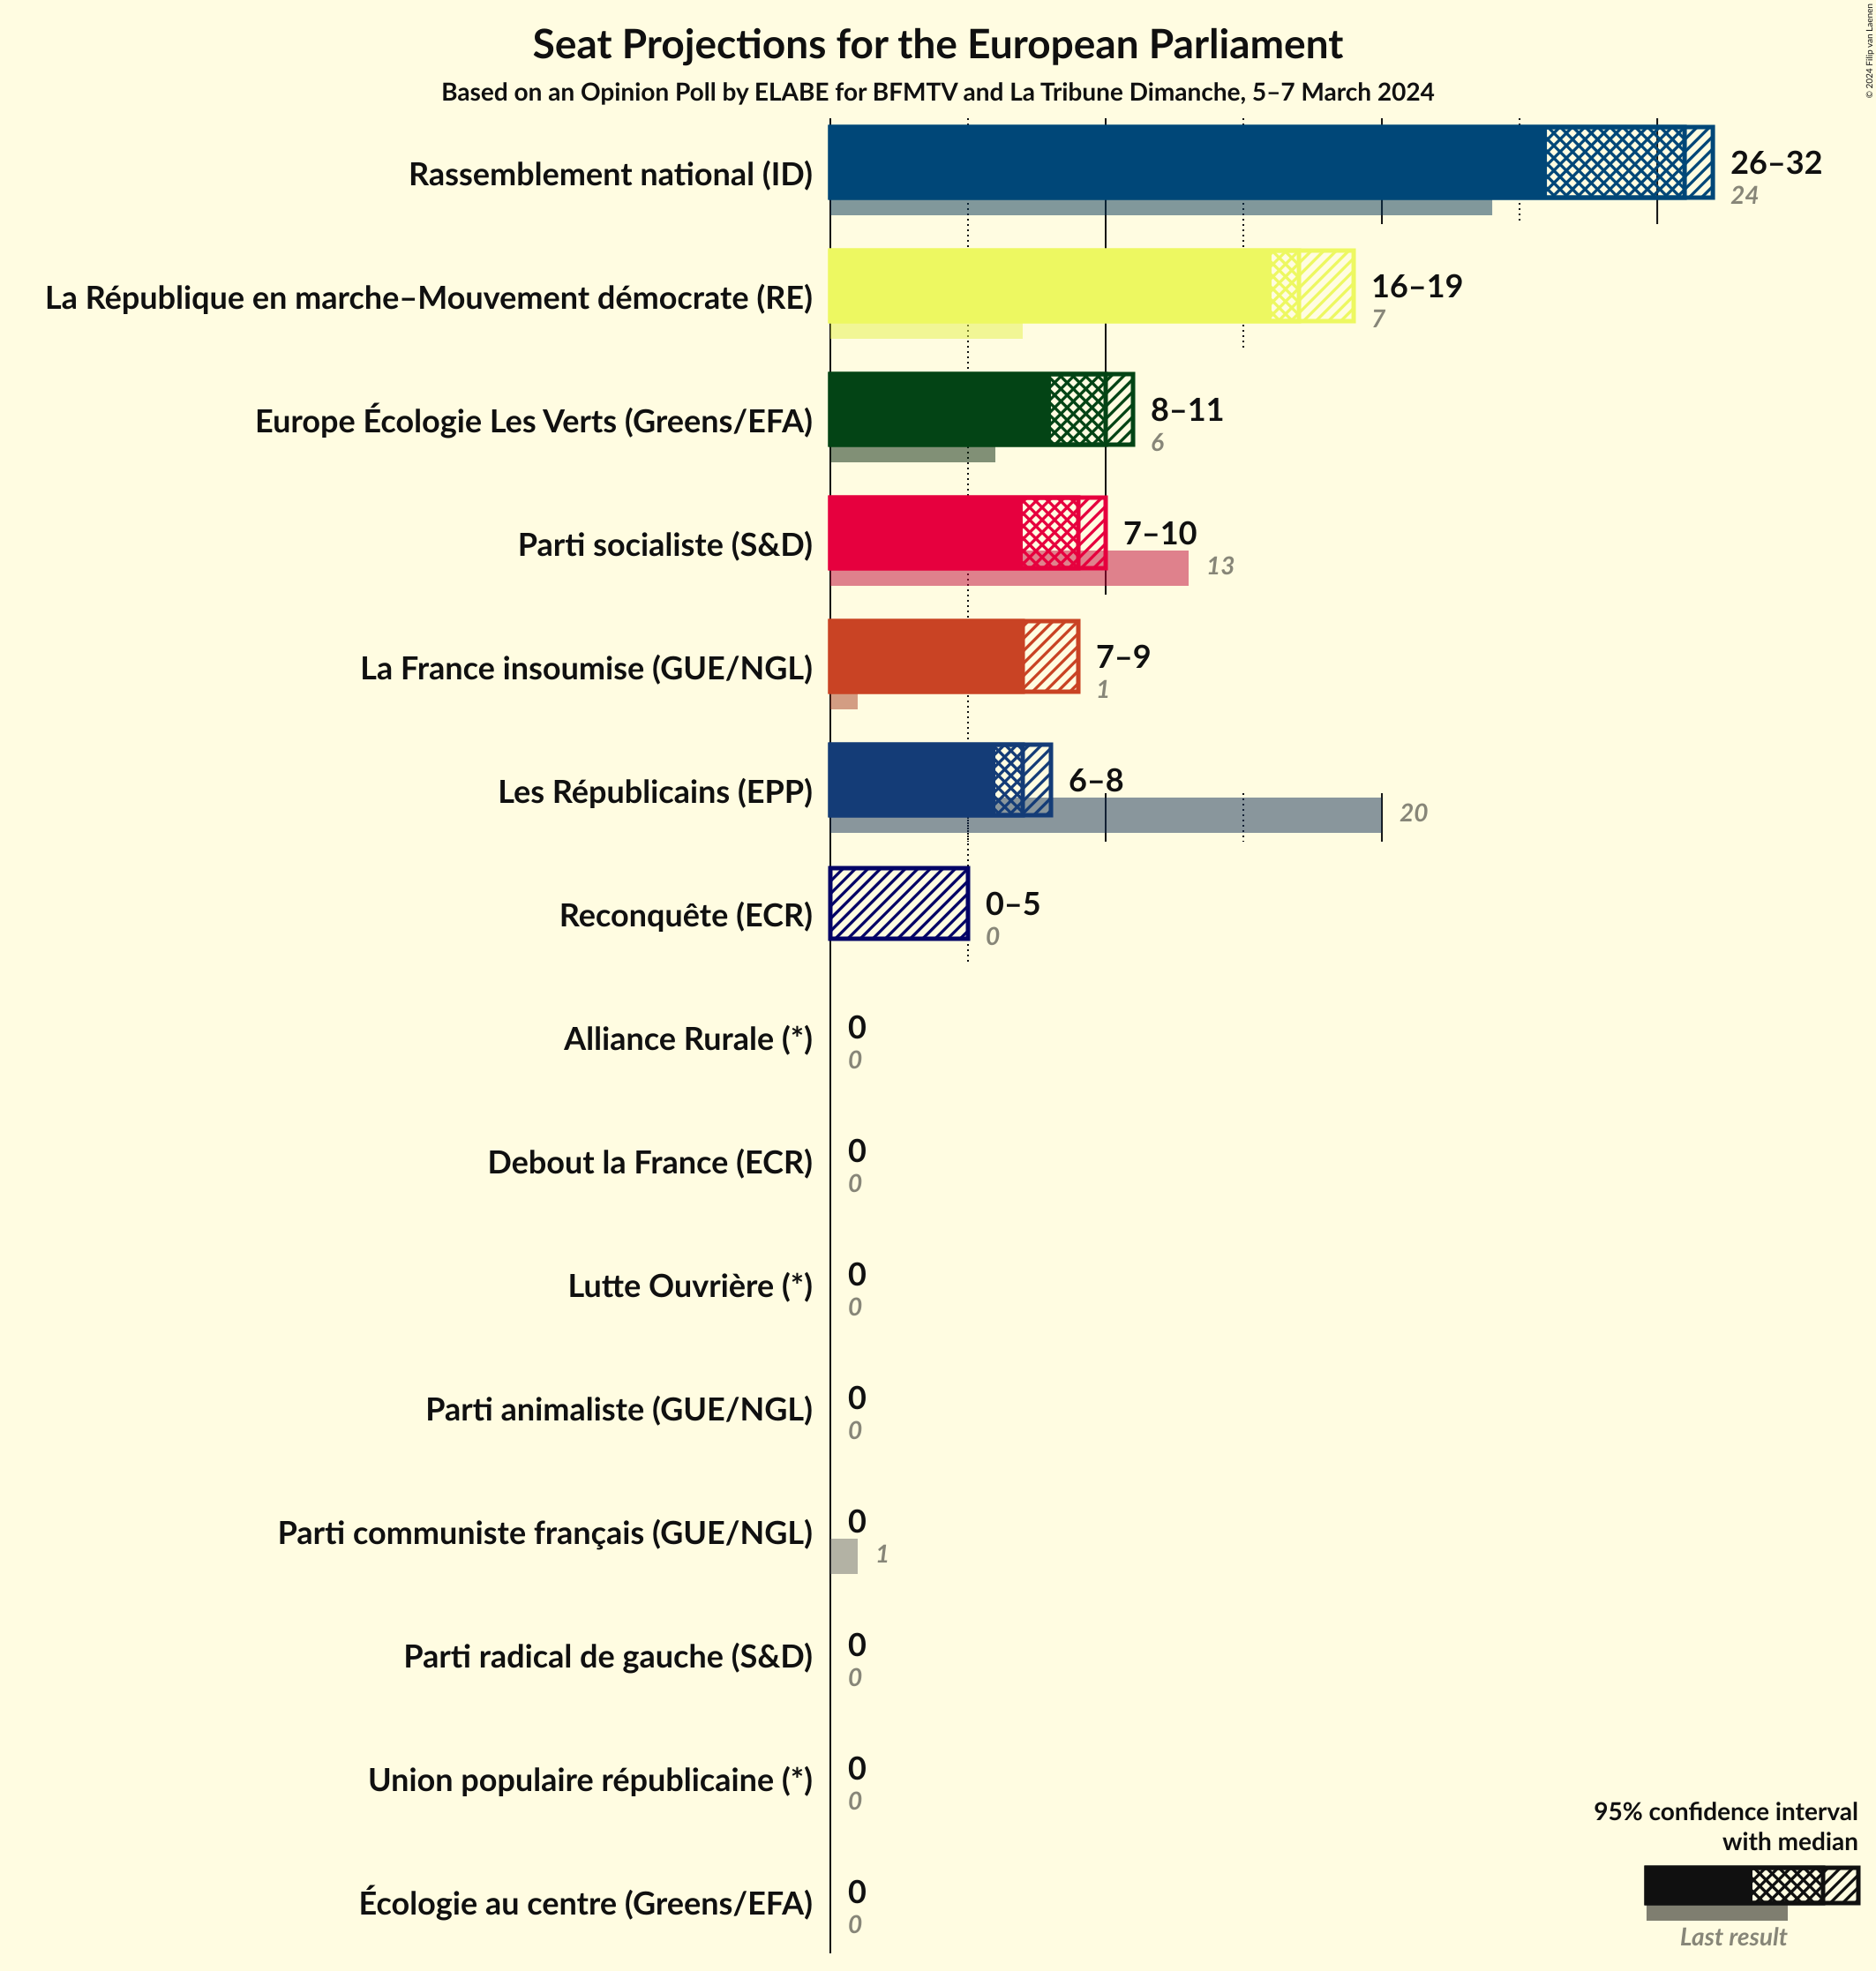 Seat Projections for the European Parliament
Based on an Opinion Poll by ELABE for BFMTV and La Tribune Dimanche, 5–7 March 2024
© 2024 Filip van Laenen
Rassemblement national (ID)
26–32
24
La République en marche–Mouvement démocrate (RE)
16–19
7
Europe Écologie Les Verts (Greens/EFA)
8–11
6
Parti socialiste (S&D)
7–10
13
La France insoumise (GUE/NGL)
7–9
1
Les Républicains (EPP)
6–8
20
Reconquête (ECR)
0–5
0
Alliance Rurale (*)
0
0
Debout la France (ECR)
0
0
Lutte Ouvrière (*)
0
0
Parti animaliste (GUE/NGL)
0
0
Parti communiste français (GUE/NGL)
0
1
Parti radical de gauche (S&D)
0
0
Union populaire républicaine (*)
0
0
Écologie au centre (Greens/EFA)
0
0
95% confidence interval
with median
Last result